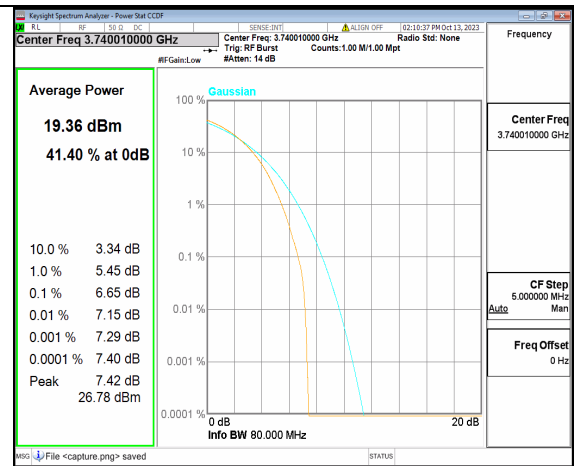 Keysight Spectrum Analyzer - Power Stat CCDF
RL RF 50 Ω DC SENSE:INT ALIGN OFF 02:10:37 PM Oct 13, 2023
Center Freq 3.740010000 GHz
Center Freq: 3.740010000 GHz Radio Std: None
Trig: RF Burst Counts:1.00 M/1.00 Mpt
#IFGain:Low #Atten: 14 dB
Frequency
Average Power
19.36 dBm
41.40 % at 0dB
10.0 % 3.34 dB
1.0 % 5.45 dB
0.1 % 6.65 dB
0.01 % 7.15 dB
0.001 % 7.29 dB
0.0001 % 7.40 dB
Peak 7.42 dB
26.78 dBm
Gaussian
100 %
10 %
1 %
0.1 %
0.01 %
0.001 %
0.0001 %
0 dB 20 dB
Info BW 80.000 MHz
Center Freq
3.740010000 GHz
CF Step
5.000000 MHz
Auto Man
Freq Offset
0 Hz
MSG File <capture.png> saved STATUS